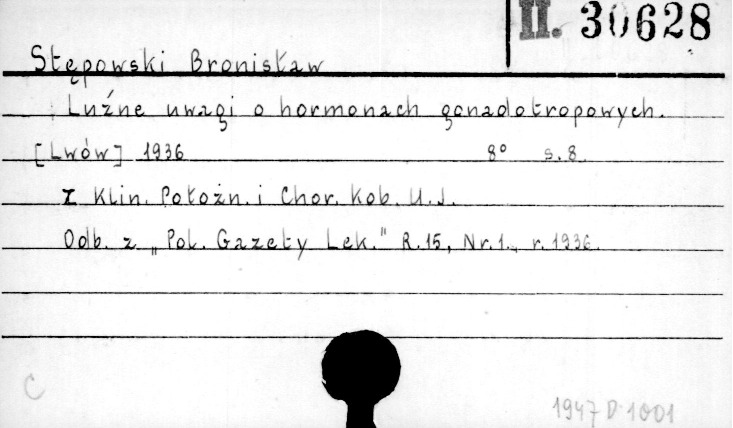 II. 30628
Stępowski Bronisław
Luźne uwagi o hormonach gonadotropowych.
[Lwów] 1936 8° s. 8
Z Klin. Położn. i Chor. Kob. U. J.
Odb. z „Pol. Gazety Lek." R. 15, Nr. 1., r. 1936.
C
1947 D 1001